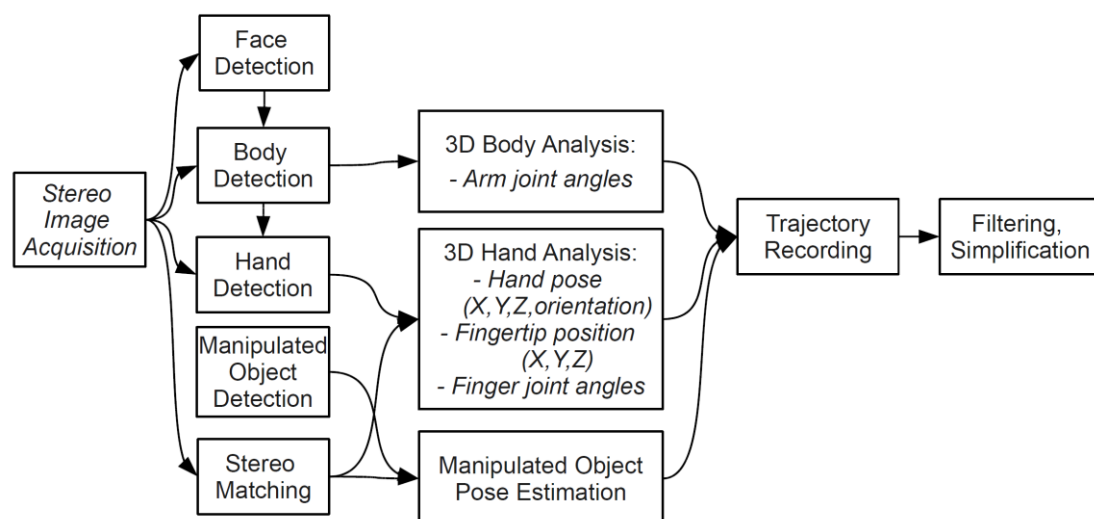 Face
Detection
Body
Detection
Stereo
Image
Acquisition
Hand
Detection
Manipulated
Object
Detection
Stereo
Matching
3D Body Analysis:
- Arm joint angles
3D Hand Analysis:
- Hand pose
(X,Y,Z,orientation)
- Fingertip position
(X,Y,Z)
- Finger joint angles
Manipulated Object
Pose Estimation
Trajectory
Recording
Filtering,
Simplification